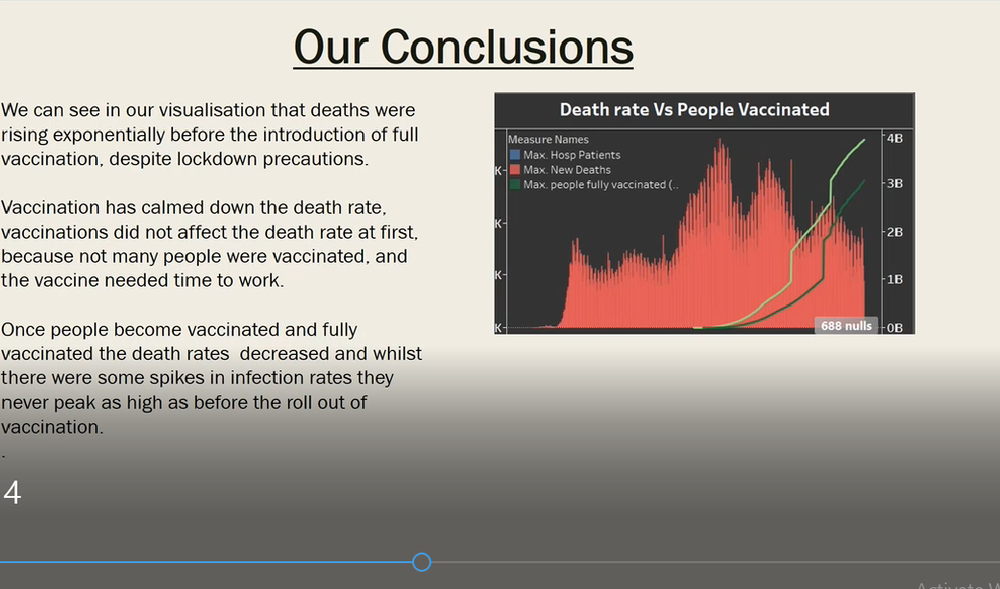 Our Conclusions
We can see in our visualisation that deaths were
rising exponentially before the introduction of full
vaccination, despite lockdown precautions.
Vaccination has calmed down the death rate,
vaccinations did not affect the death rate at first,
because not many people were vaccinated, and
the vaccine needed time to work.
Once people become vaccinated and fully
vaccinated the death rates  decreased and whilst
there were some spikes in infection rates they
never peak as high as before the roll out of
vaccination.
.
Death rate Vs People Vaccinated
Measure Names
Max. Hosp Patients
Max. New Deaths
Max. people fully vaccinated (..
K
K
K
K
4B
3B
2B
1B
0B
688 nulls
4
Activate W